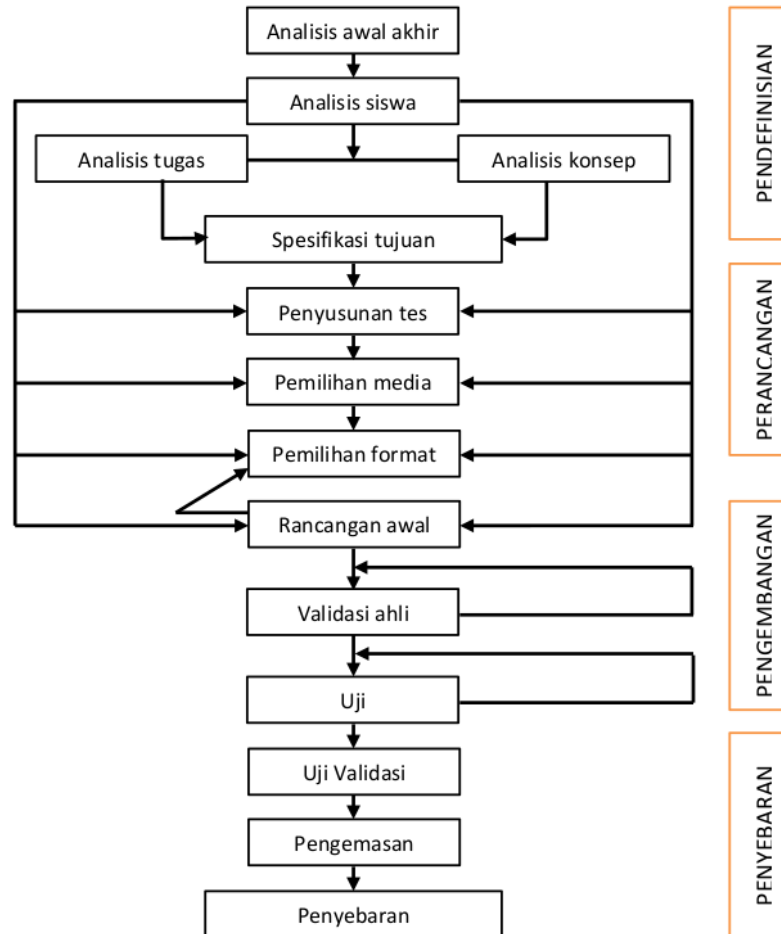 Analisis awal akhir
Analisis siswa
Analisis tugas
Analisis konsep
Spesifikasi tujuan
Penyusunan tes
Pemilihan media
Pemilihan format
Rancangan awal
Validasi ahli
Uji
Uji Validasi
Pengemasan
Penyebaran
PENDEFINISIAN
PERANCANGAN
PENGEMBANGAN
PENYEBARAN